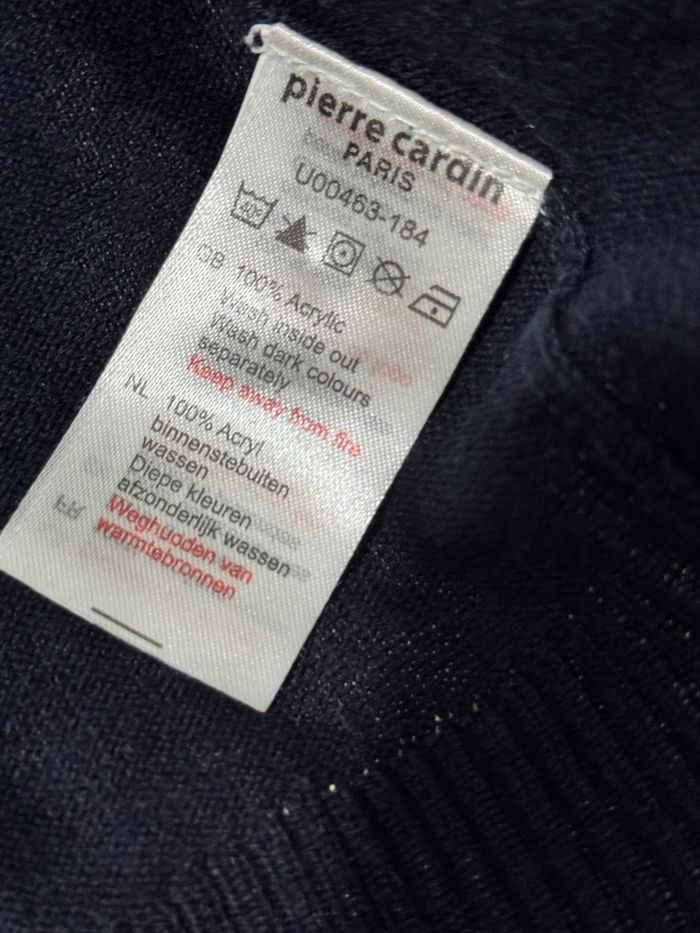 pierre cardin
PARIS
U00463-184
GB 100% Acrylic
Wash inside out
Wash dark colours
separately
Keep away from fire
NL 100% Acryl
binnenstebuiten
wassen
Diepe kleuren
afzonderlijk wassen
Weghuoden van
warmtebronnen